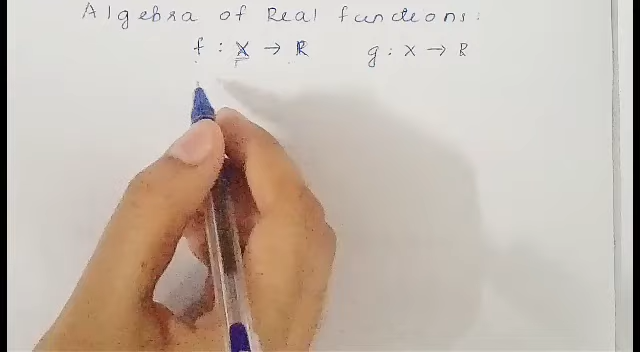 Algebra of Real functions:
f : X → R g : X → R